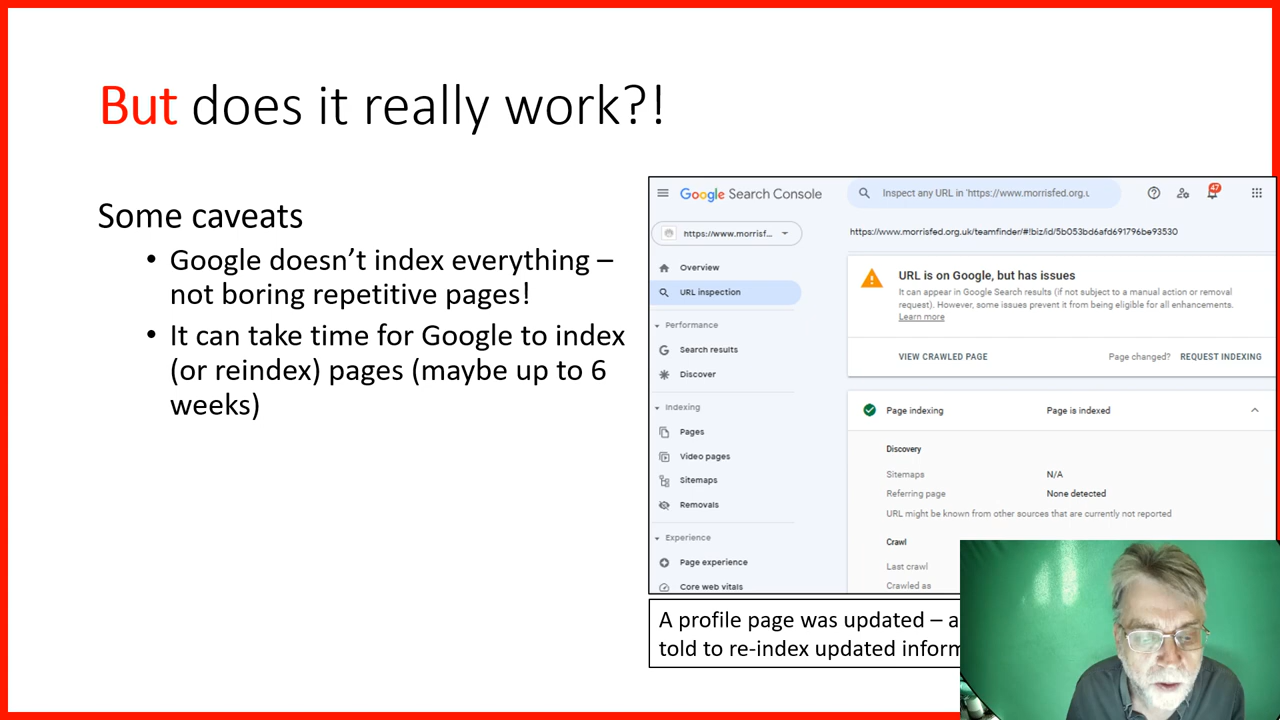 But does it really work?!
Some caveats
• Google doesn’t index everything –
not boring repetitive pages!
• It can take time for Google to index
(or reindex) pages (maybe up to 6
weeks)
Google Search Console
Inspect any URL in 'https://www.morrisfed.org.u
47
https://www.morrisf...
https://www.morrisfed.org.uk/teamfinder/#!biz/id/5b053bd6afd691796be93530
Overview
URL inspection
Performance
Search results
Discover
Indexing
Pages
Video pages
Sitemaps
Removals
Experience
Page experience
Core web vitals
URL is on Google, but has issues
It can appear in Google Search results (if not subject to a manual action or removal
request). However, some issues prevent it from being eligible for all enhancements.
Learn more
VIEW CRAWLED PAGE Page changed? REQUEST INDEXING
Page indexing Page is indexed
Discovery
Sitemaps N/A
Referring page None detected
URL might be known from other sources that are currently not reported
Crawl
Last crawl
Crawled as
A profile page was updated – a
told to re-index updated inform